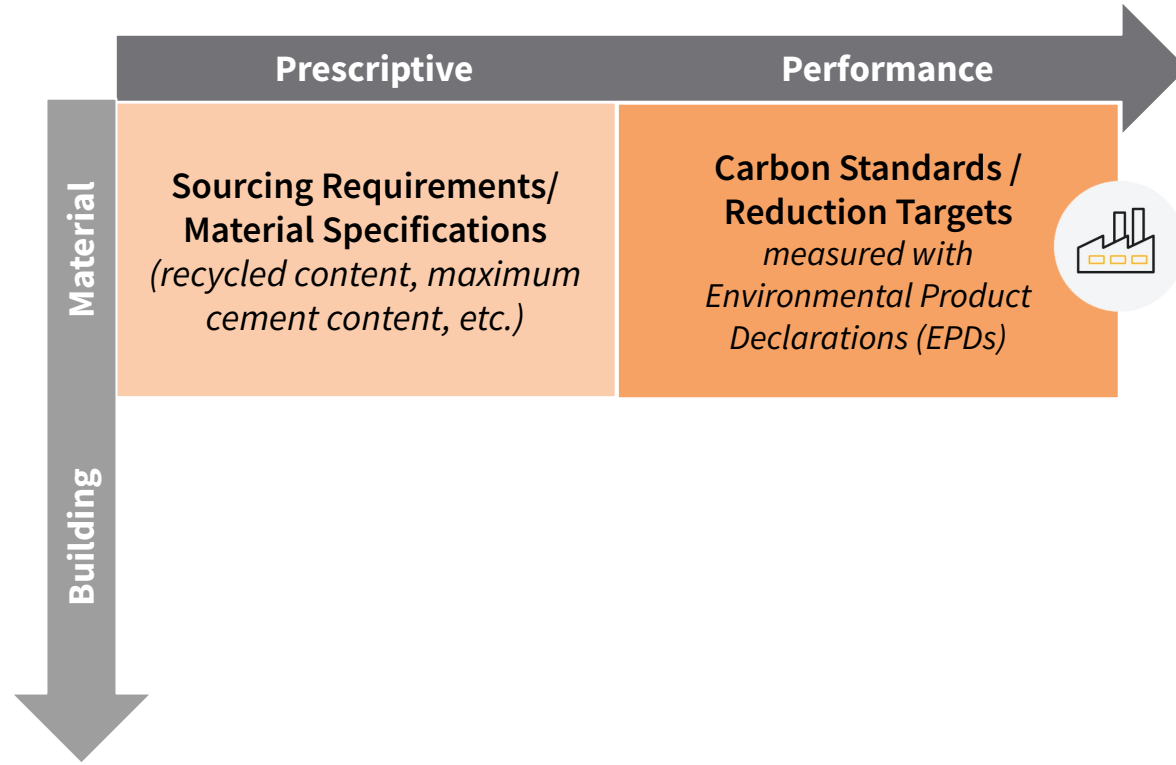 Prescriptive
Performance
Material
Sourcing Requirements/
Material Specifications
(recycled content, maximum
cement content, etc.)
Carbon Standards /
Reduction Targets
measured with
Environmental Product
Declarations (EPDs)
Building